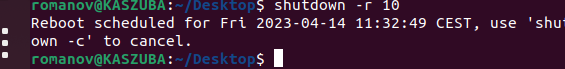 romanov@KASZUBA:~/Desktop$ shutdown -r 10
Reboot scheduled for Fri 2023-04-14 11:32:49 CEST, use 'shut
own -c' to cancel.
romanov@KASZUBA:~/Desktop$